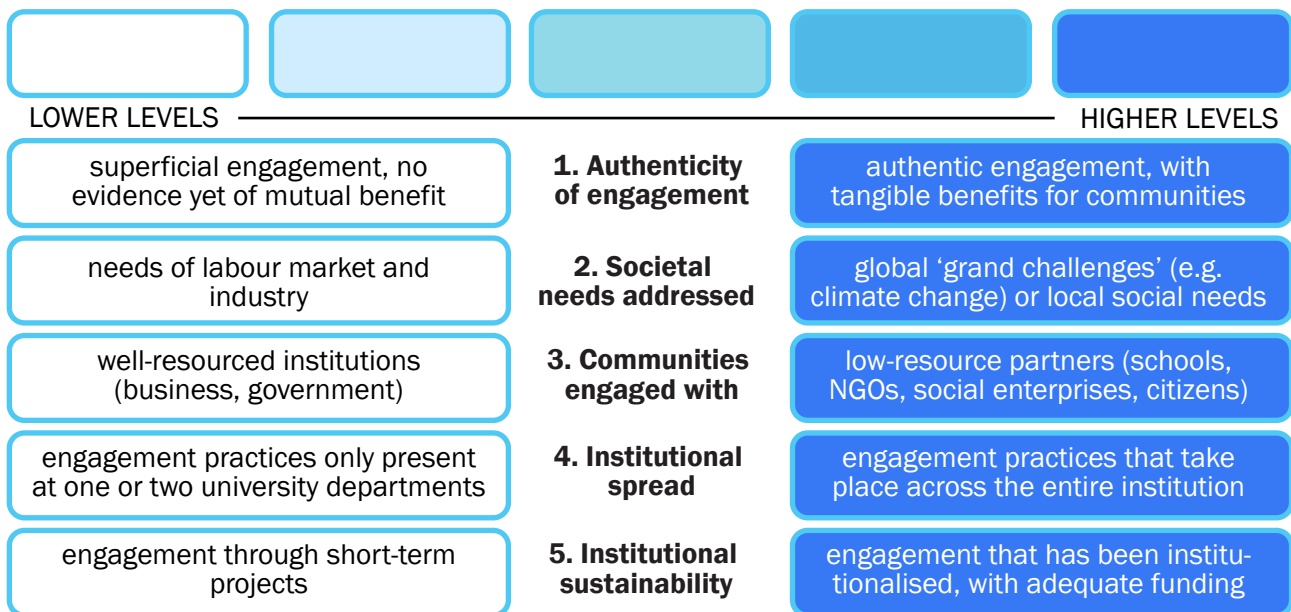 LOWER LEVELS
HIGHER LEVELS
superficial engagement, no
evidence yet of mutual benefit
1. Authenticity
of engagement
authentic engagement, with
tangible benefits for communities
needs of labour market and
industry
2. Societal
needs addressed
global ‘grand challenges’ (e.g.
climate change) or local social needs
well-resourced institutions
(business, government)
3. Communities
engaged with
low-resource partners (schools,
NGOs, social enterprises, citizens)
engagement practices only present
at one or two university departments
4. Institutional
spread
engagement practices that take
place across the entire institution
engagement through short-term
projects
5. Institutional
sustainability
engagement that has been institu-
tionalised, with adequate funding